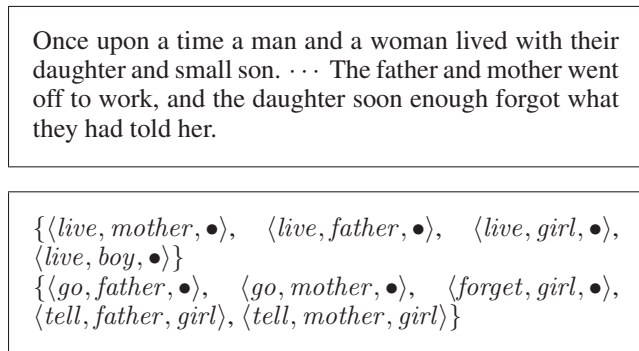 Once upon a time a man and a woman lived with their
daughter and small son. ··· The father and mother went
off to work, and the daughter soon enough forgot what
they had told her.
{⟨live, mother, •⟩, ⟨live, father, •⟩, ⟨live, girl, •⟩,
⟨live, boy, •⟩}
{⟨go, father, •⟩, ⟨go, mother, •⟩, ⟨forget, girl, •⟩,
⟨tell, father, girl⟩, ⟨tell, mother, girl⟩}